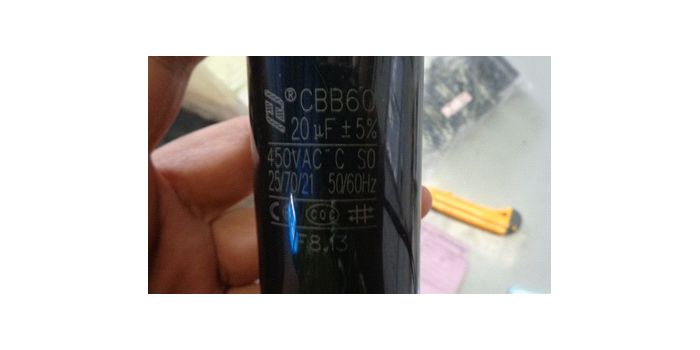 ® CBB60
20 µF ± 5%
450VAC C S0
25/70/21 50/60Hz
F8.13